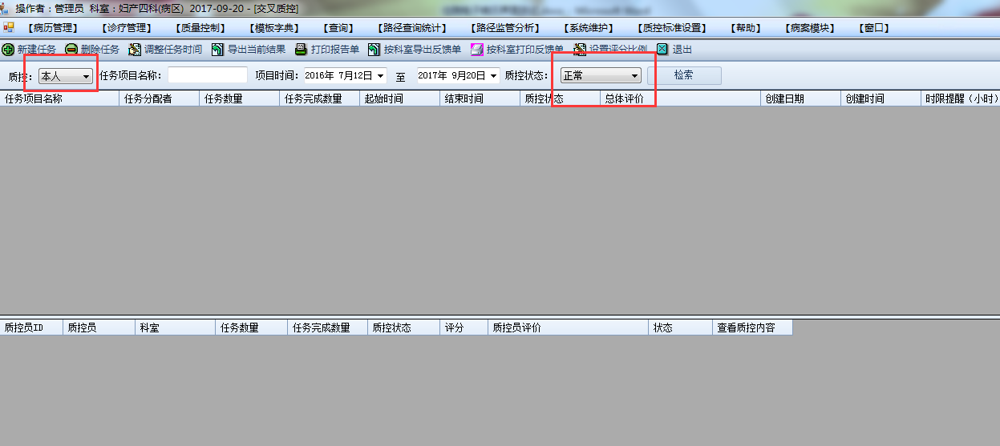 操作者：管理员 科室：妇产四科(病区) 2017-09-20 - [交叉质控]
【病历管理】 【诊疗管理】 【质量控制】 【模板字典】 【查询】 【路径查询统计】 【路径监管分析】 【系统维护】 【质控标准设置】 【帮助】 【病案模块】 【窗口】
新建任务 删除任务 调整任务时间 导出当前结果 打印报告单 按科室导出反馈单 按科室打印反馈单 设置评分比例 退出
质控： 本人 任务项目名称： 项目时间： 2016年 7月12日 至 2017年 9月20日 质控状态： 正常 检索
任务项目名称 任务分配者 任务数量 任务完成数量 起始时间 结束时间 质控状态 总体评价 创建日期 创建时间 时限提醒（小时）
质控员ID 质控员 科室 任务数量 任务完成数量 质控状态 评分 质控员评价 状态 查看质控内容